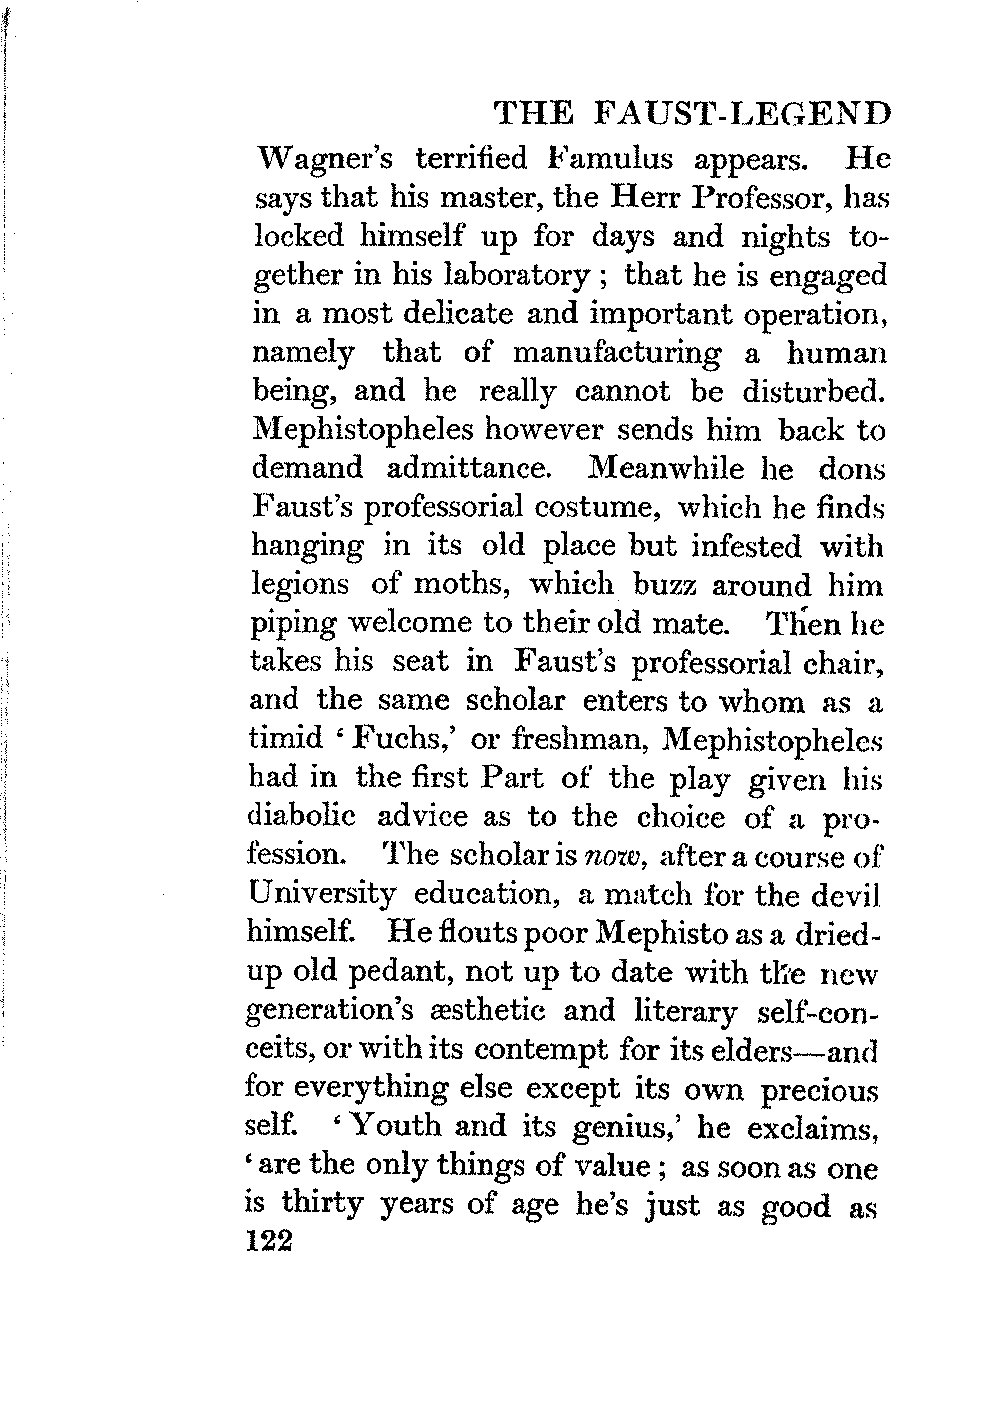 THE FAUST-LEGEND
Wagner's terrified Famulus appears. He
says that his master, the Herr Professor, has
locked himself up for days and nights to-
gether in his laboratory ; that he is engaged
in a most delicate and important operation,
namely that of manufacturing a human
being, and he really cannot be disturbed.
Mephistopheles however sends him back to
demand admittance. Meanwhile he dons
Faust's professorial costume, which he finds
hanging in its old place but infested with
legions of moths, which buzz around him
piping welcome to their old mate. Then he
takes his seat in Faust's professorial chair,
and the same scholar enters to whom as a
timid ‘ Fuchs,’ or freshman, Mephistopheles
had in the first Part of the play given his
diabolic advice as to the choice of a pro-
fession. The scholar is now, after a course of
University education, a match for the devil
himself. He flouts poor Mephisto as a dried-
up old pedant, not up to date with the new
generation's æsthetic and literary self-con-
ceits, or with its contempt for its elders—and
for everything else except its own precious
self. ‘ Youth and its genius,’ he exclaims,
‘ are the only things of value ; as soon as one
is thirty years of age he's just as good as
122